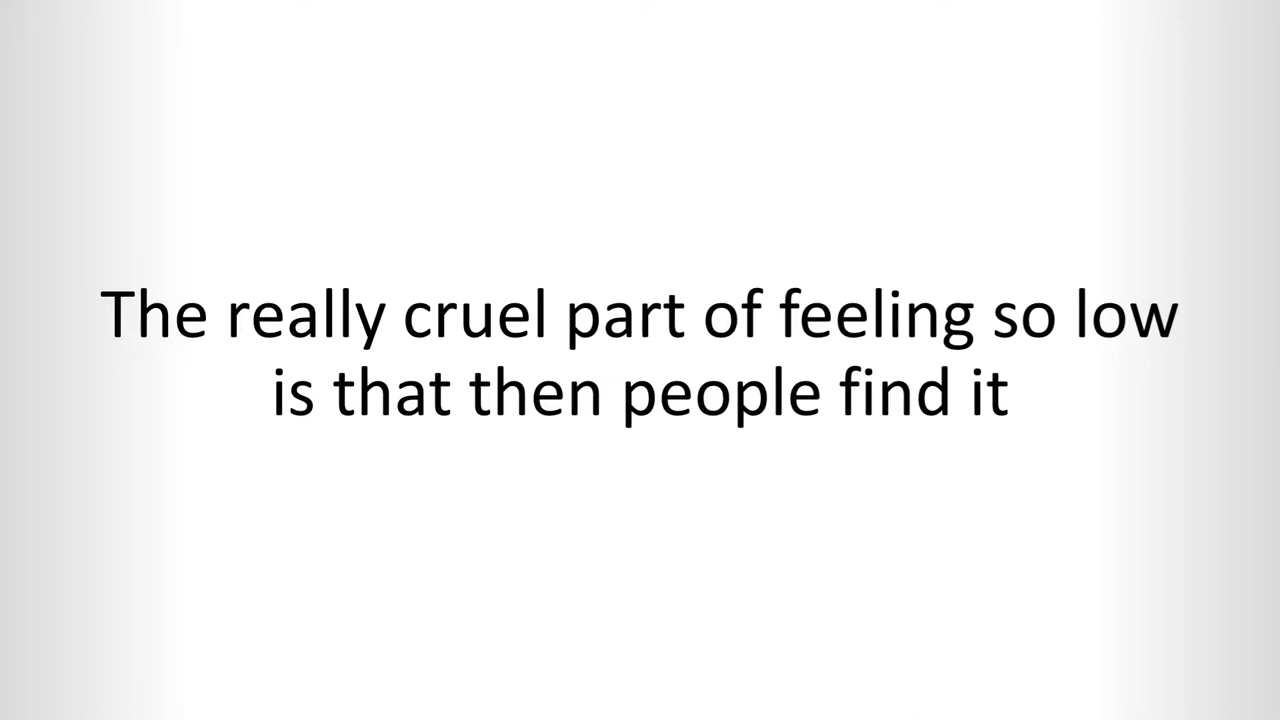 The really cruel part of feeling so low
is that then people find it